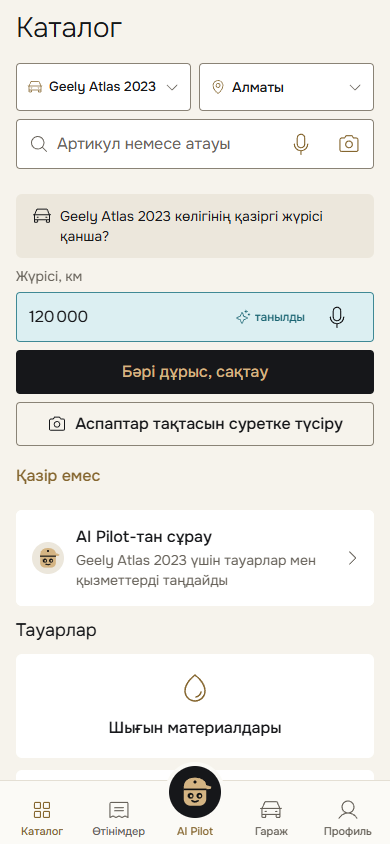 Каталог
Geely Atlas 2023
Алматы
Артикул немесе атауы
Geely Atlas 2023 көлігінің қазіргі жүрісі
қанша?
Жүрісі, км
120 000
танылды
Бәрі дұрыс, сақтау
Аспаптар тақтасын суретке түсіру
Қазір емес
AI Pilot-тан сұрау
Geely Atlas 2023 үшін тауарлар мен
қызметтерді таңдайды
Тауарлар
Шығын материалдары
Каталог
Өтінімдер
AI Pilot
Гараж
Профиль